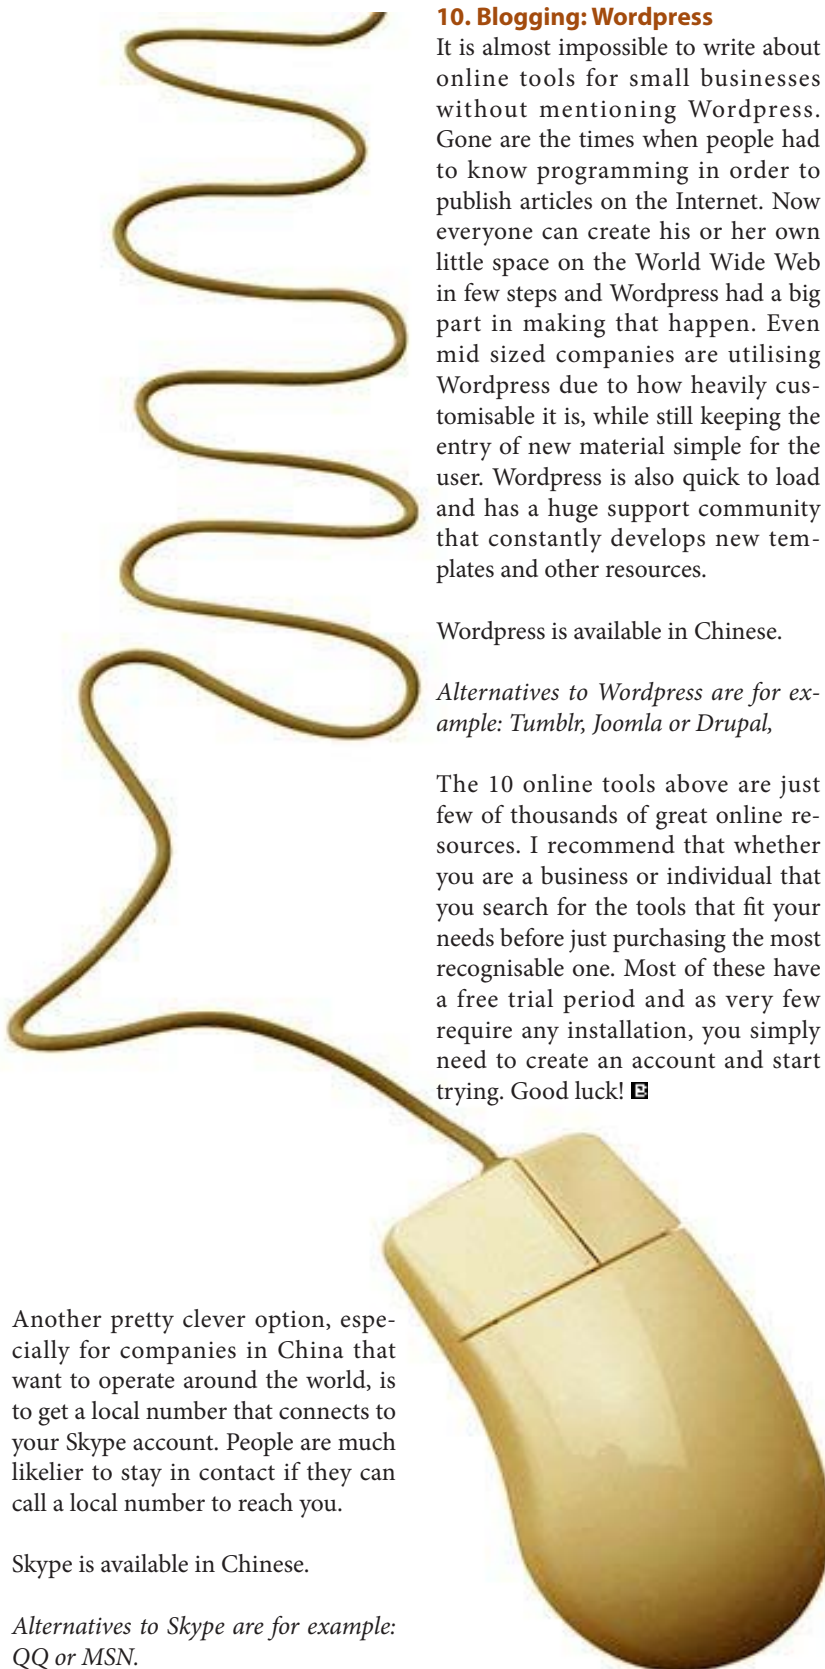 Another pretty clever option, espe-
cially for companies in China that
want to operate around the world, is
to get a local number that connects to
your Skype account. People are much
likelier to stay in contact if they can
call a local number to reach you.
Skype is available in Chinese.
Alternatives to Skype are for example:
QQ or MSN.
10. Blogging: Wordpress
It is almost impossible to write about
online tools for small businesses
without mentioning Wordpress.
Gone are the times when people had
to know programming in order to
publish articles on the Internet. Now
everyone can create his or her own
little space on the World Wide Web
in few steps and Wordpress had a big
part in making that happen. Even
mid sized companies are utilising
Wordpress due to how heavily cus-
tomisable it is, while still keeping the
entry of new material simple for the
user. Wordpress is also quick to load
and has a huge support community
that constantly develops new tem-
plates and other resources.
Wordpress is available in Chinese.
Alternatives to Wordpress are for ex-
ample: Tumblr, Joomla or Drupal,
The 10 online tools above are just
few of thousands of great online re-
sources. I recommend that whether
you are a business or individual that
you search for the tools that fit your
needs before just purchasing the most
recognisable one. Most of these have
a free trial period and as very few
require any installation, you simply
need to create an account and start
trying. Good luck!